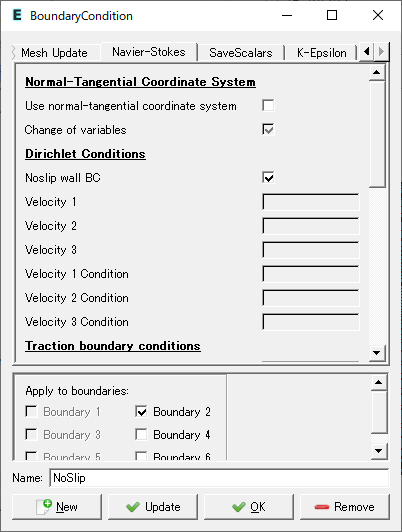 BoundaryCondition
Mesh Update Navier-Stokes SaveScalars K-Epsilon
Normal-Tangential Coordinate System
Use normal-tangential coordinate system
Change of variables
Dirichlet Conditions
Noslip wall BC
Velocity 1
Velocity 2
Velocity 3
Velocity 1 Condition
Velocity 2 Condition
Velocity 3 Condition
Traction boundary conditions
Apply to boundaries:
Boundary 1 Boundary 2
Boundary 3 Boundary 4
Boundary 5 Boundary 6
Name: NoSlip
New Update OK Remove